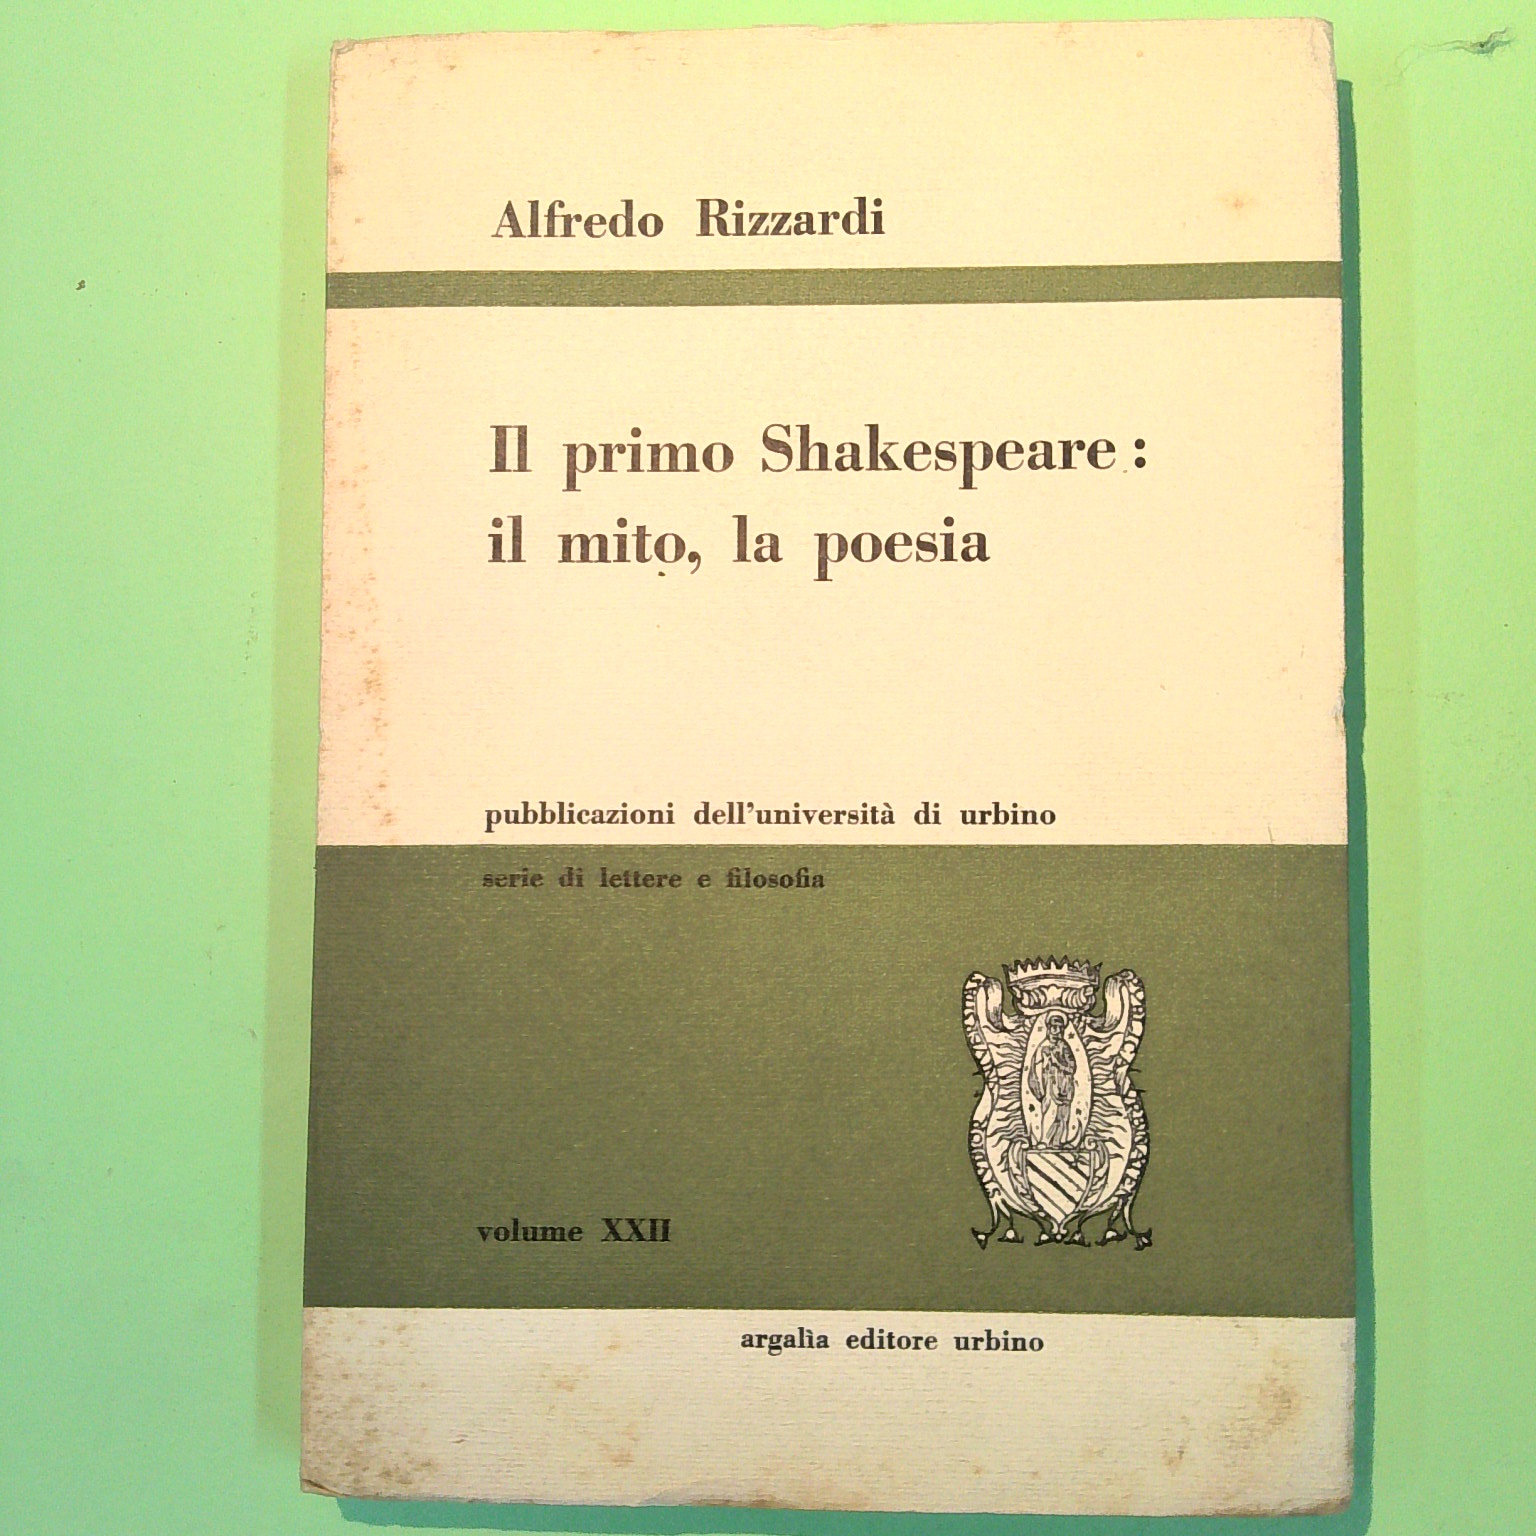 Alfredo Rizzardi
Il primo Shakespeare:
il mito, la poesia
pubblicazioni dell'università di urbino
serie di lettere e filosofia
volume XXII
argalìa editore urbino